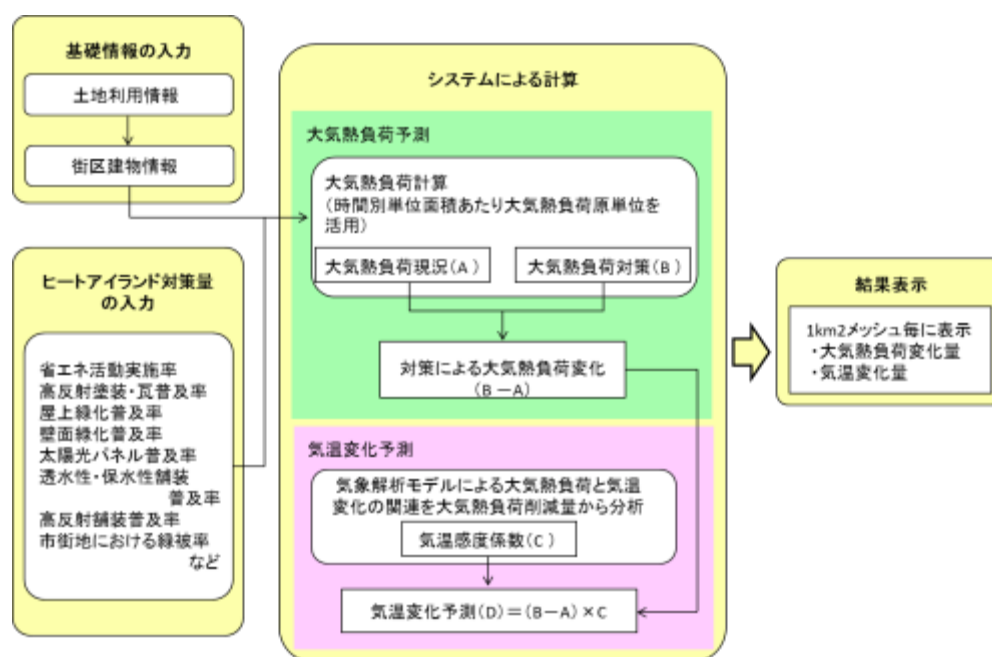 基礎情報の入力
土地利用情報
街区建物情報
ヒートアイランド対策量
の入力
省エネ活動実施率
高反射塗装・瓦普及率
屋上緑化普及率
壁面緑化普及率
太陽光パネル普及率
透水性・保水性舗装
普及率
高反射舗装普及率
市街地における緑被率
など
システムによる計算
大気熱負荷予測
大気熱負荷計算
(時間別単位面積あたり大気熱負荷原単位を
活用)
大気熱負荷現況(A)
大気熱負荷対策(B)
対策による大気熱負荷変化
(B-A)
気温変化予測
気象解析モデルによる大気熱負荷と気温
変化の関連を大気熱負荷削減量から分析
気温感度係数(C)
気温変化予測(D)=(B-A)×C
結果表示
1km2メッシュ毎に表示
・大気熱負荷変化量
・気温変化量